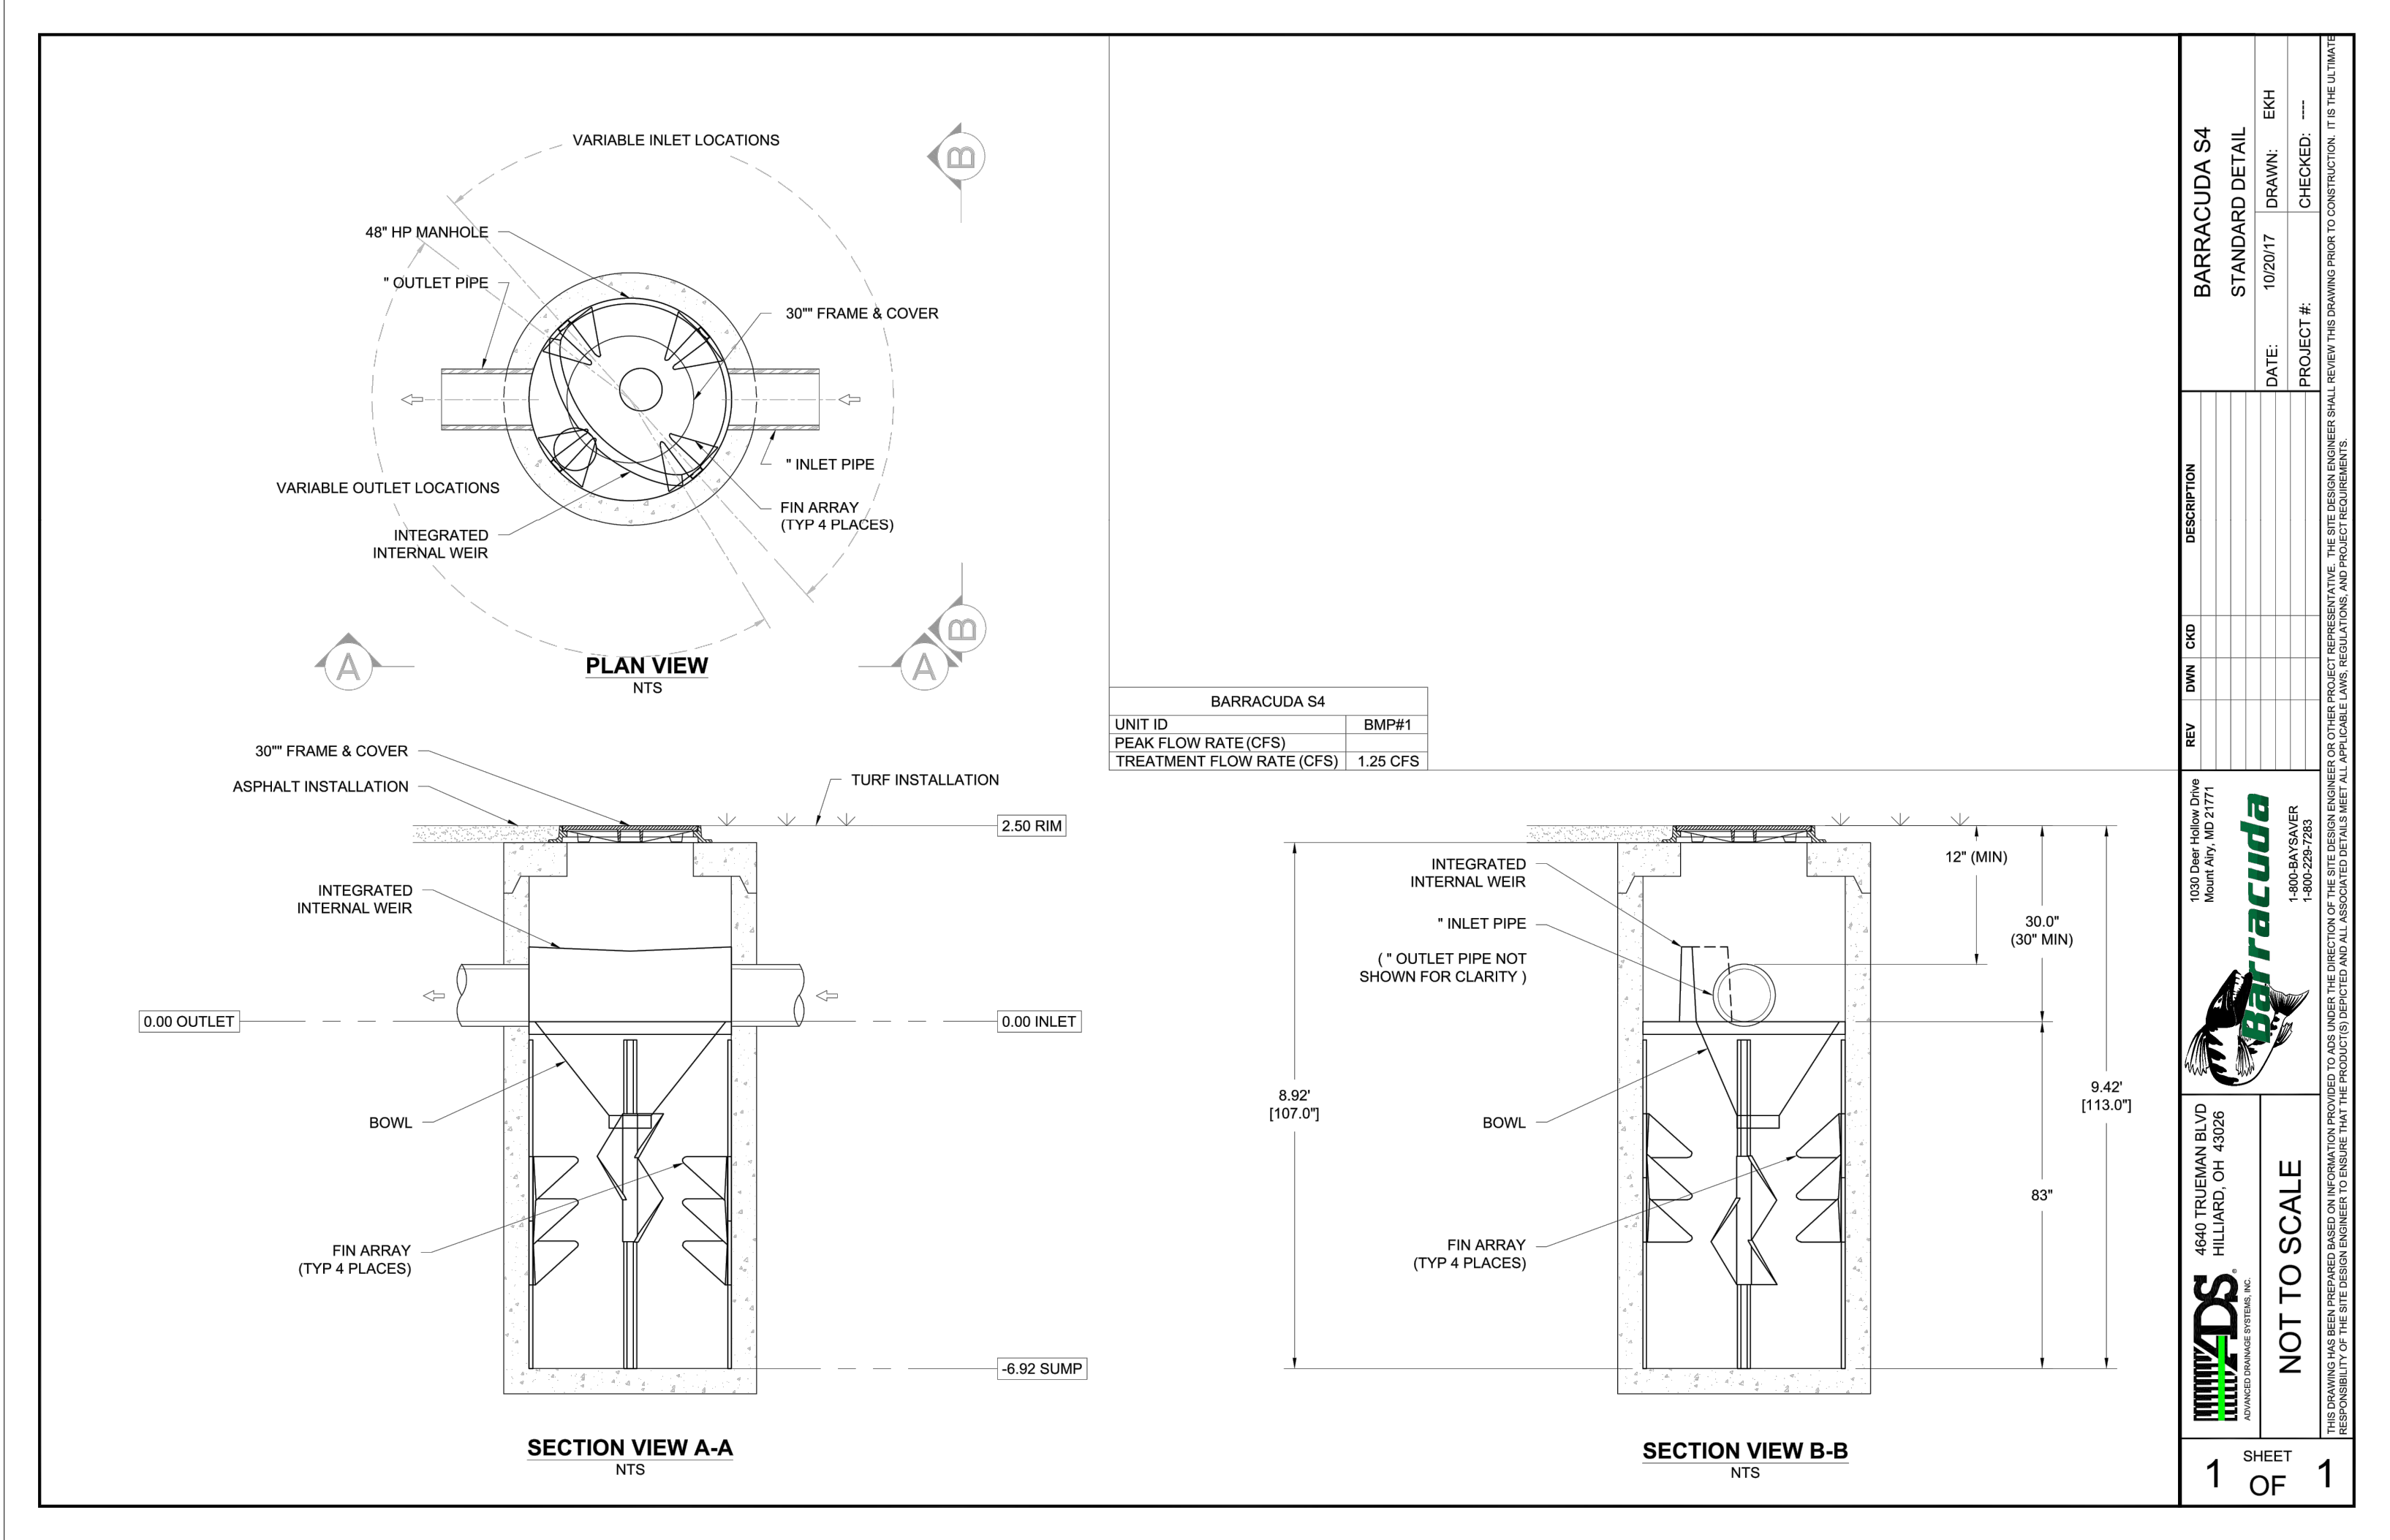 VARIABLE INLET LOCATIONS
48" HP MANHOLE
" OUTLET PIPE
30"" FRAME & COVER
" INLET PIPE
VARIABLE OUTLET LOCATIONS
FIN ARRAY
(TYP 4 PLACES)
INTEGRATED
INTERNAL WEIR
B
B
A
A
PLAN VIEW
NTS
BARRACUDA S4
UNIT ID BMP#1
PEAK FLOW RATE (CFS)
TREATMENT FLOW RATE (CFS) 1.25 CFS
30"" FRAME & COVER
ASPHALT INSTALLATION
TURF INSTALLATION
2.50 RIM
INTEGRATED
INTERNAL WEIR
0.00 OUTLET
0.00 INLET
BOWL
FIN ARRAY
(TYP 4 PLACES)
-6.92 SUMP
SECTION VIEW A-A
NTS
INTEGRATED
INTERNAL WEIR
" INLET PIPE
( " OUTLET PIPE NOT
SHOWN FOR CLARITY )
12" (MIN)
30.0"
(30" MIN)
8.92'
[107.0"]
BOWL
9.42'
[113.0"]
83"
FIN ARRAY
(TYP 4 PLACES)
SECTION VIEW B-B
NTS
BARRACUDA S4
STANDARD DETAIL
DATE: 10/20/17 DRAWN: EKH
PROJECT #: CHECKED: ----
REV DWN CKD DESCRIPTION
1030 Deer Hollow Drive
Mount Airy, MD 21771
Barracuda
1-800-BAYSAVER
1-800-229-7283
4640 TRUEMAN BLVD
HILLIARD, OH 43026
ADS®
ADVANCED DRAINAGE SYSTEMS, INC.
NOT TO SCALE
THIS DRAWING HAS BEEN PREPARED BASED ON INFORMATION PROVIDED TO ADS UNDER THE DIRECTION OF THE SITE DESIGN ENGINEER OR OTHER PROJECT REPRESENTATIVE. THE SITE DESIGN ENGINEER SHALL REVIEW THIS DRAWING PRIOR TO CONSTRUCTION. IT IS THE ULTIMATE
RESPONSIBILITY OF THE SITE DESIGN ENGINEER TO ENSURE THAT THE PRODUCT(S) DEPICTED AND ALL ASSOCIATED DETAILS MEET ALL APPLICABLE LAWS, REGULATIONS, AND PROJECT REQUIREMENTS.
SHEET
1 OF 1